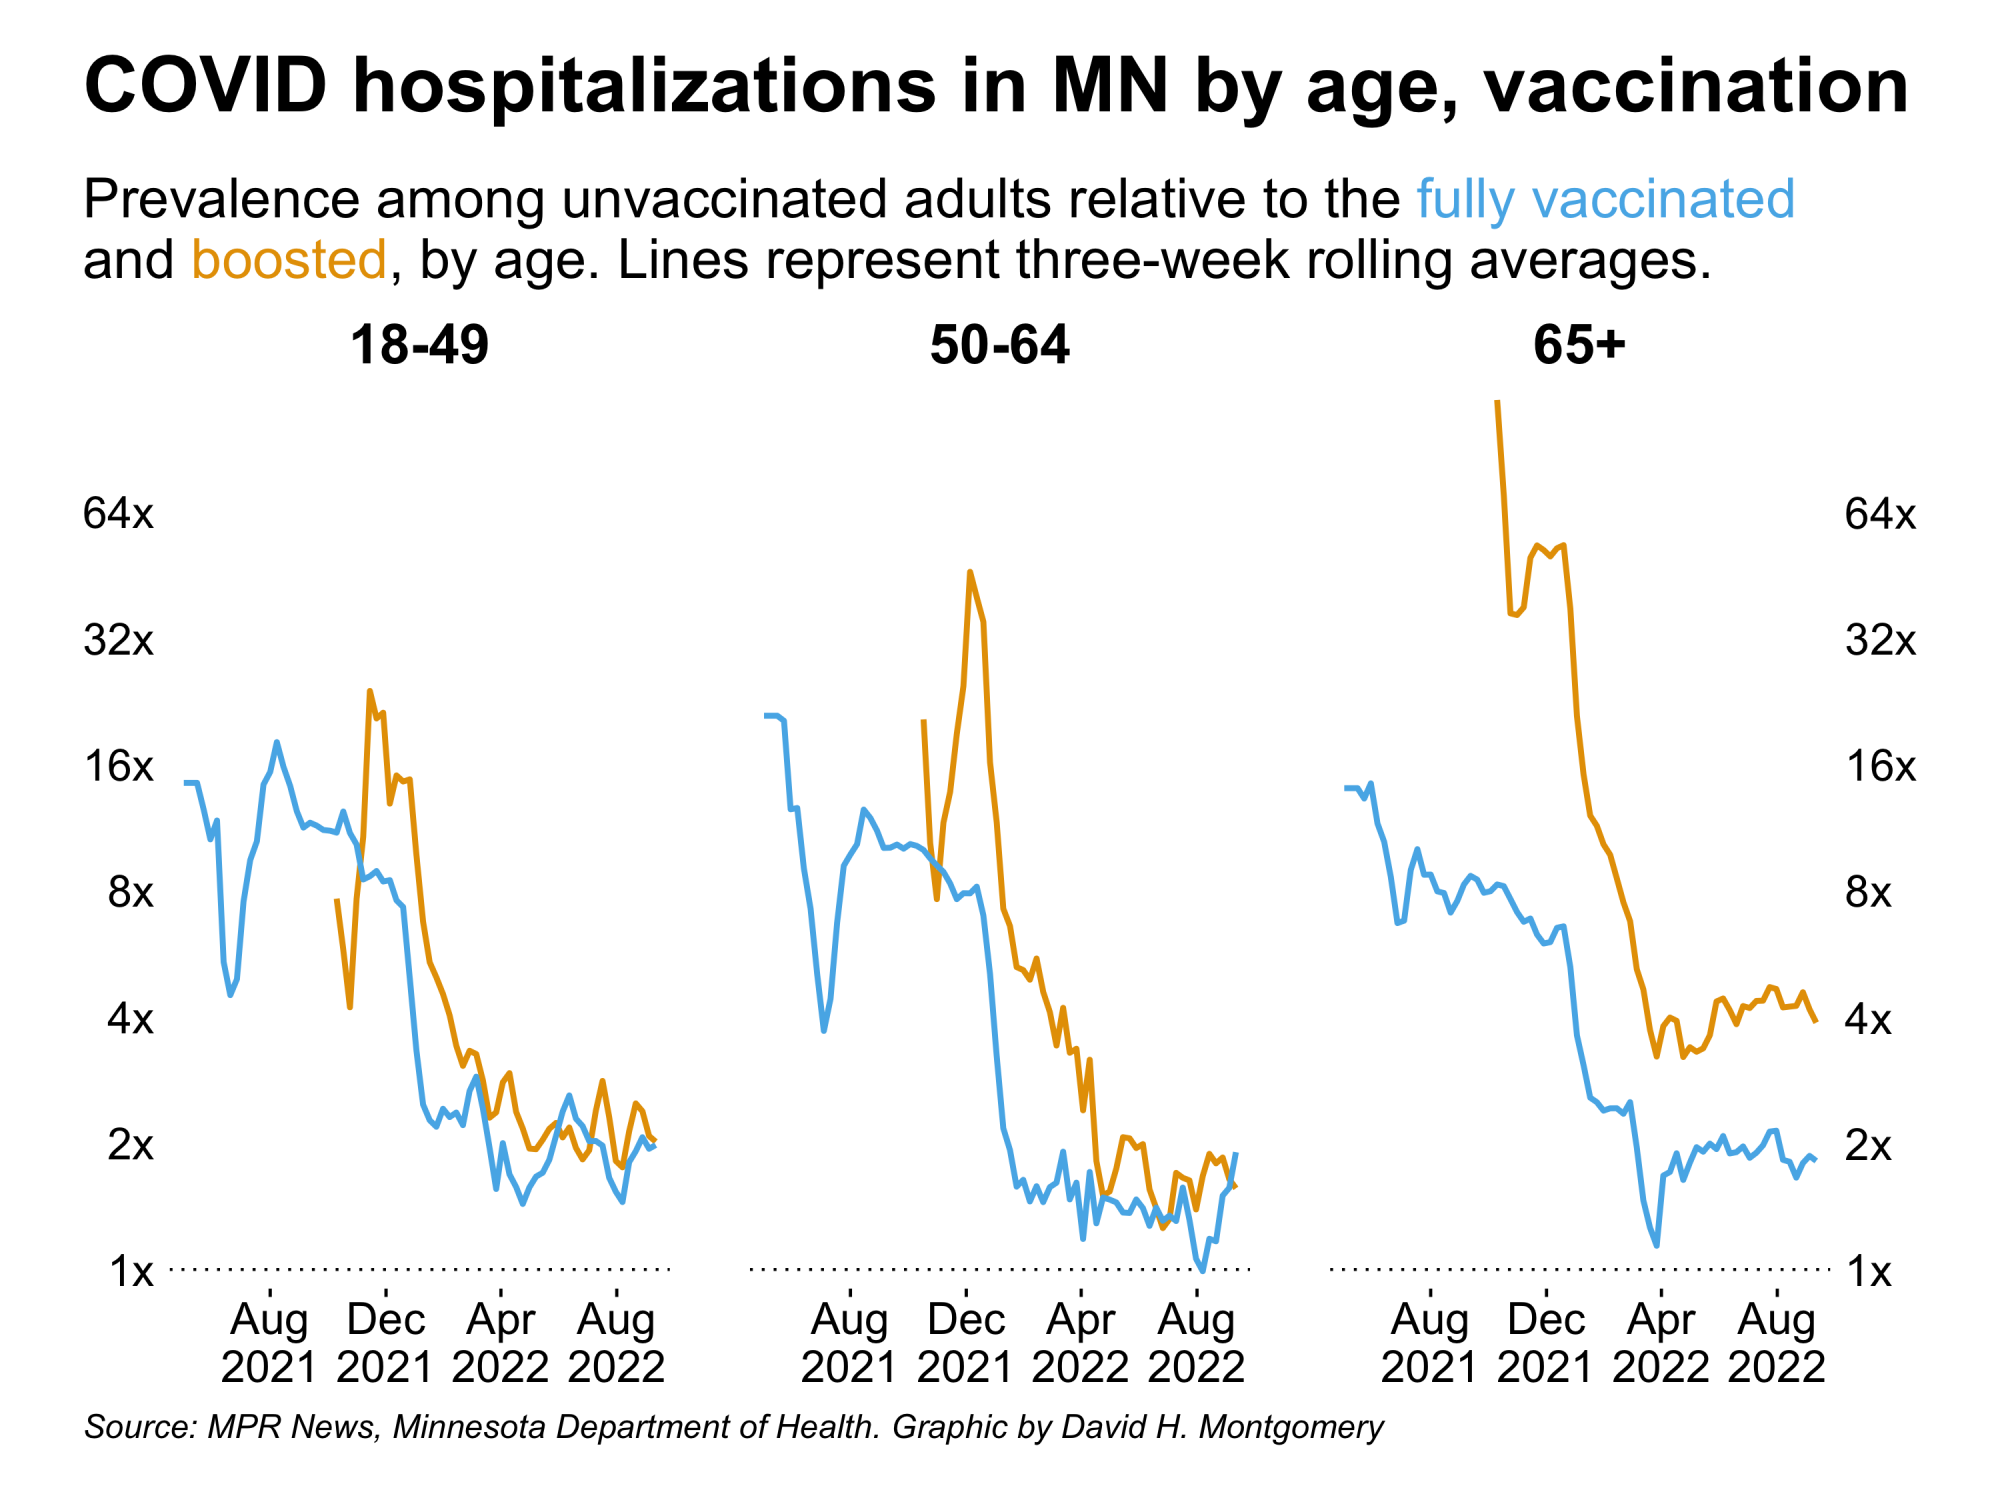 COVID hospitalizations in MN by age, vaccination
Prevalence among unvaccinated adults relative to the fully vaccinated
and boosted, by age. Lines represent three-week rolling averages.
18-49 50-64 65+
64x 64x
32x 32x
16x 16x
8x 8x
4x 4x
2x 2x
1x 1x
Aug Dec Apr Aug Aug Dec Apr Aug Aug Dec Apr Aug
2021 2021 2022 2022 2021 2021 2022 2022 2021 2021 2022 2022
Source: MPR News, Minnesota Department of Health. Graphic by David H. Montgomery